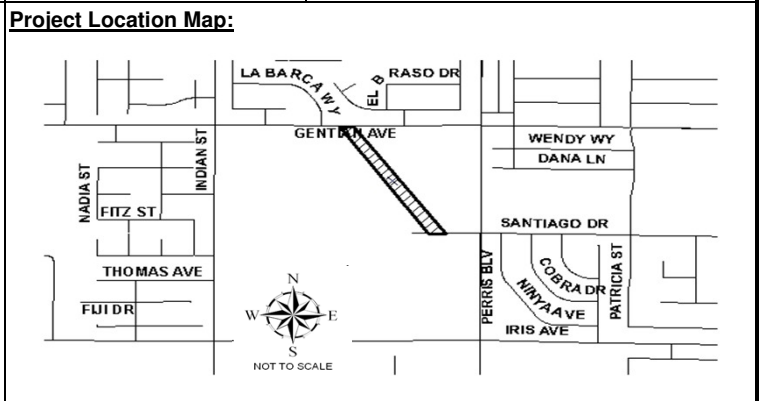 Project Location Map:
LA BARCA WY
EL B
RASO DR
GENTIAN AVE
WENDY WY
DANA LN
INDIAN ST
NADIA ST
FITZ ST
SANTIAGO DR
THOMAS AVE
PERRIS BLV
COBRA DR
NINYA AVE
PATRICIA ST
FIJI DR
IRIS AVE
N
W
E
S
NOT TO SCALE